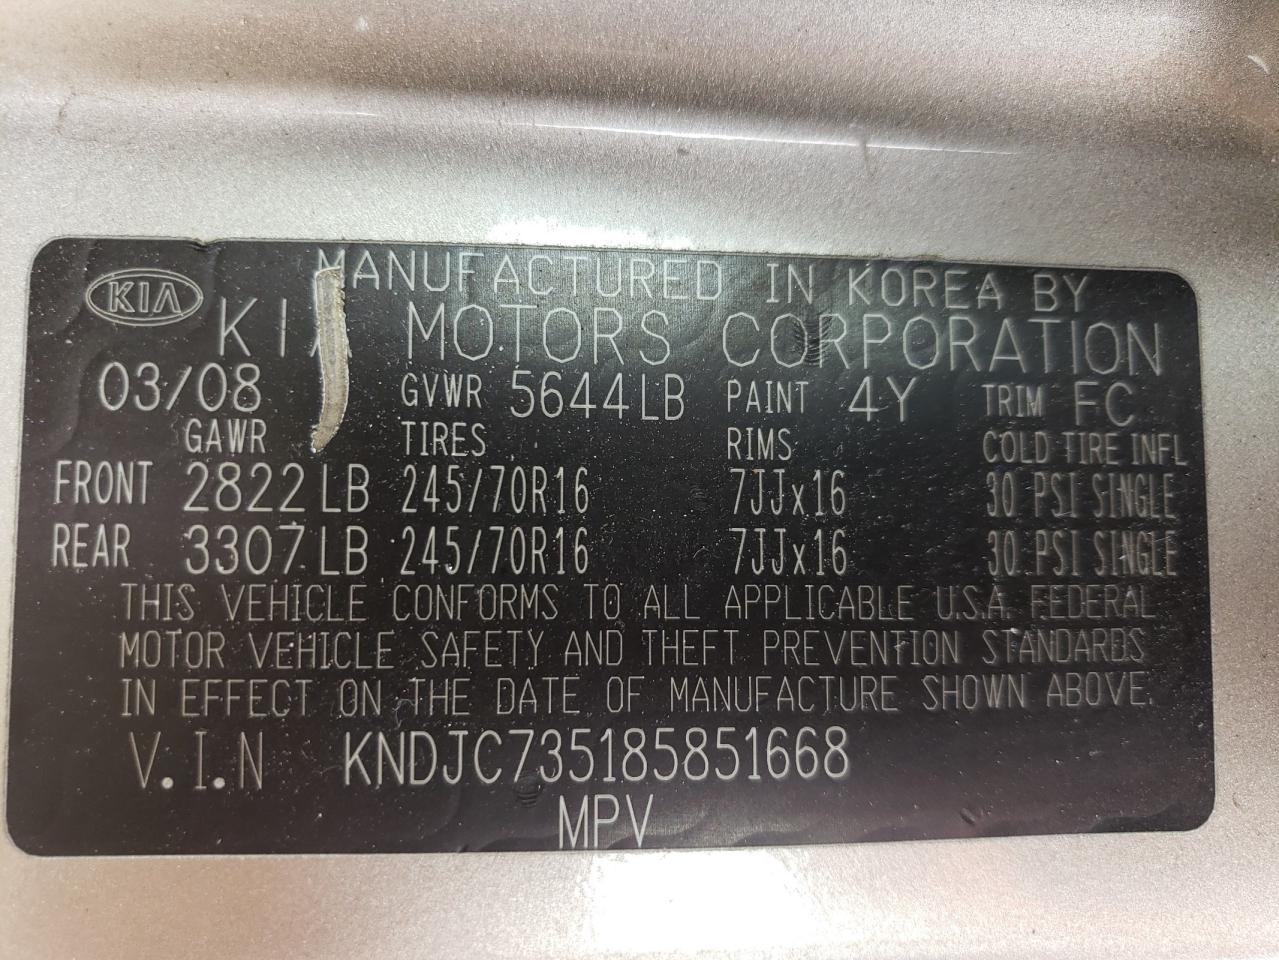 MANUFACTURED IN KOREA BY
KIA
KIA MOTORS CORPORATION
03/08 GVWR 5644LB PAINT 4Y TRIM FC
GAWR TIRES RIMS COLD TIRE INFL
FRONT 2822LB 245/70R16 7JJx16 30 PSI SINGLE
REAR 3307LB 245/70R16 7JJx16 30 PSI SINGLE
THIS VEHICLE CONFORMS TO ALL APPLICABLE U.S.A. FEDERAL
MOTOR VEHICLE SAFETY AND THEFT PREVENTION STANDARDS
IN EFFECT ON THE DATE OF MANUFACTURE SHOWN ABOVE.
V.I.N KNDJC735185851668
MPV